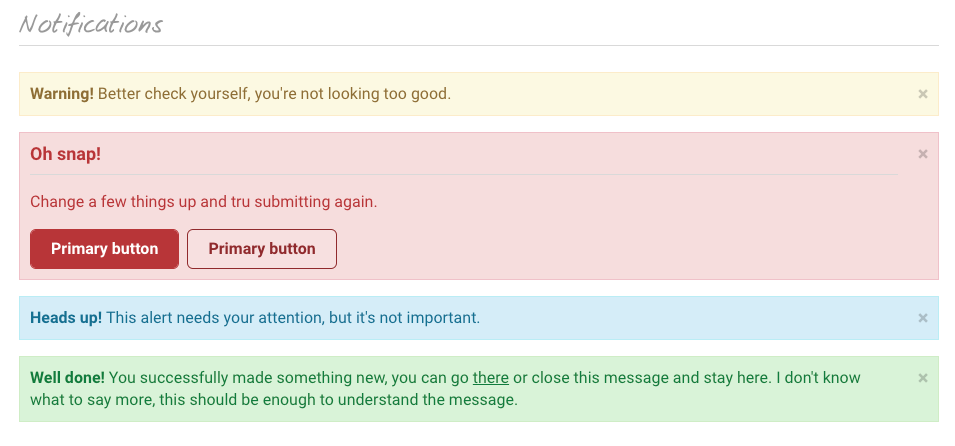 Notifications
Warning! Better check yourself, you're not looking too good.
×
Oh snap!
×
Change a few things up and tru submitting again.
Primary button
Primary button
Heads up! This alert needs your attention, but it's not important.
×
Well done! You successfully made something new, you can go there or close this message and stay here. I don't know
×
what to say more, this should be enough to understand the message.